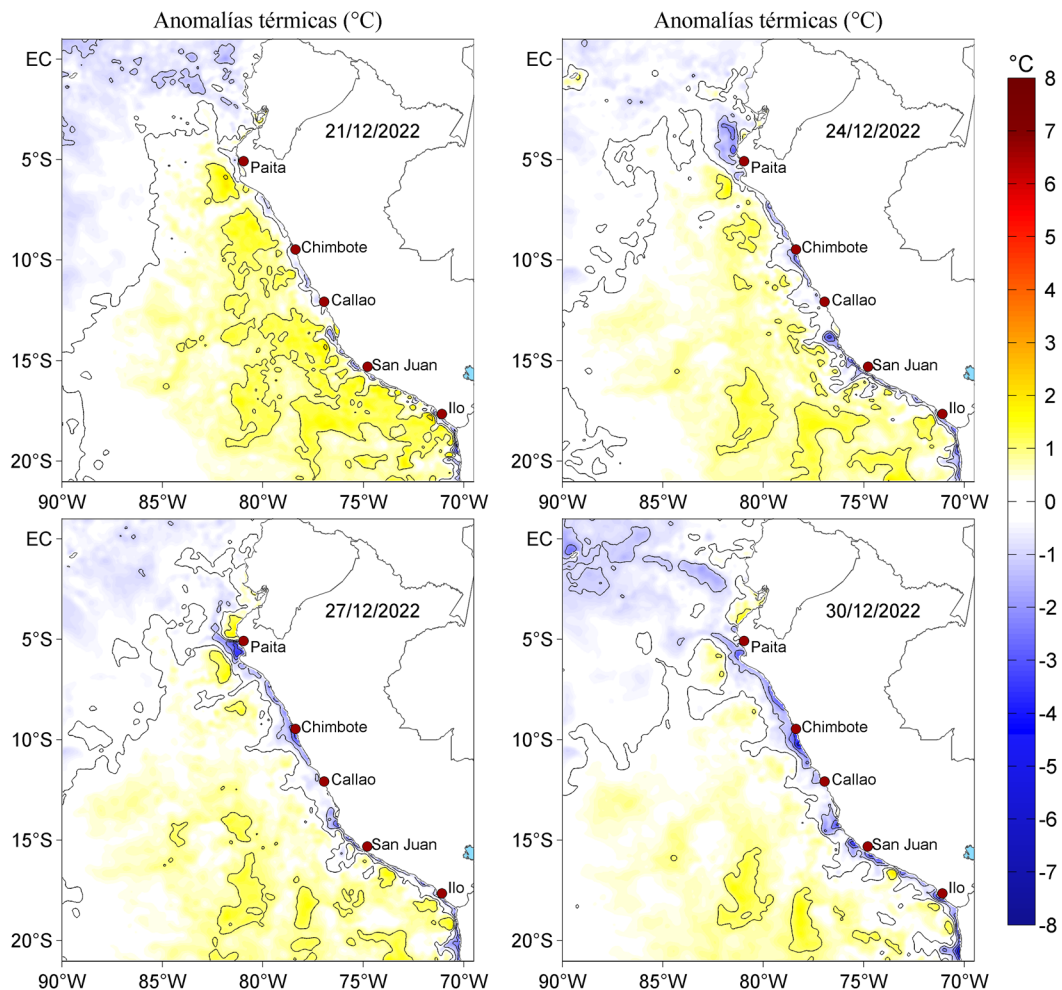 Anomalías térmicas (°C)
Anomalías térmicas (°C)
°C
EC
5°S
10°S
15°S
20°S
21/12/2022
Paita
Chimbote
Callao
San Juan
Ilo
90°W
85°W
80°W
75°W
70°W
EC
5°S
10°S
15°S
20°S
24/12/2022
Paita
Chimbote
Callao
San Juan
Ilo
90°W
85°W
80°W
75°W
70°W
EC
5°S
10°S
15°S
20°S
27/12/2022
Paita
Chimbote
Callao
San Juan
Ilo
90°W
85°W
80°W
75°W
70°W
EC
5°S
10°S
15°S
20°S
30/12/2022
Paita
Chimbote
Callao
San Juan
Ilo
90°W
85°W
80°W
75°W
70°W
8
7
6
5
4
3
2
1
0
-1
-2
-3
-4
-5
-6
-7
-8